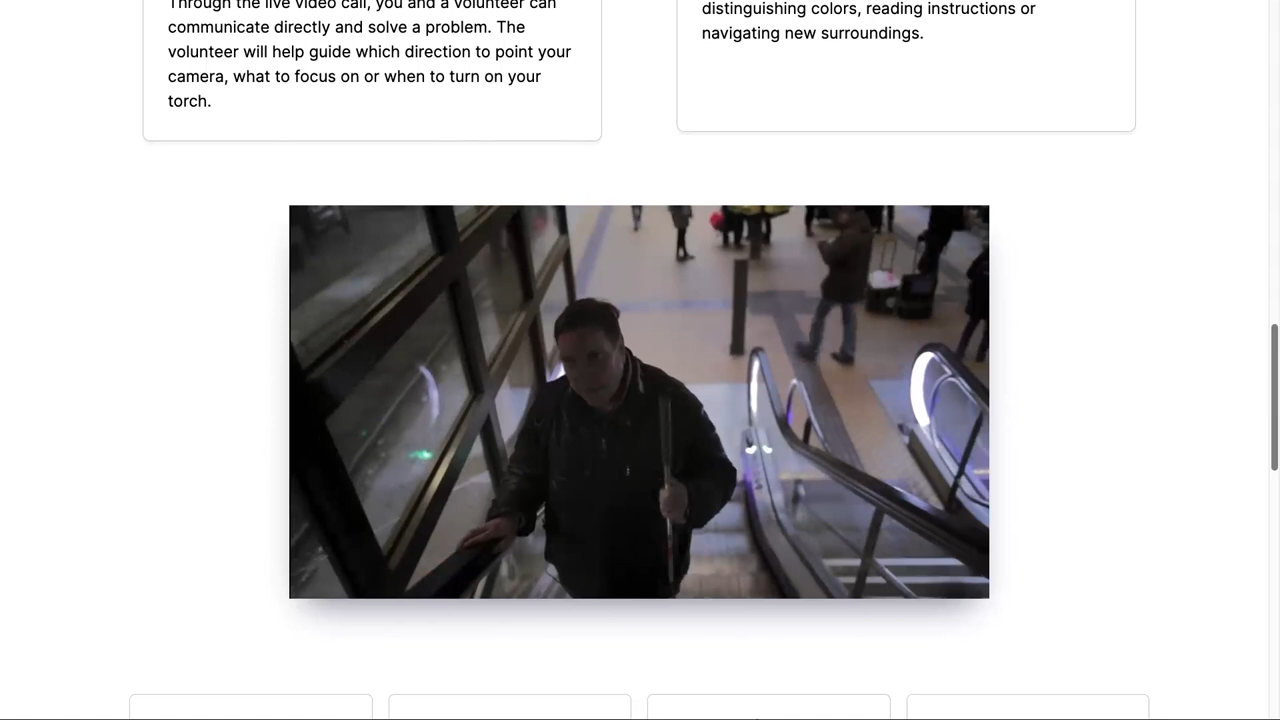 Through the live video call, you and a volunteer can
communicate directly and solve a problem. The
volunteer will help guide which direction to point your
camera, what to focus on or when to turn on your
torch.
distinguishing colors, reading instructions or
navigating new surroundings.